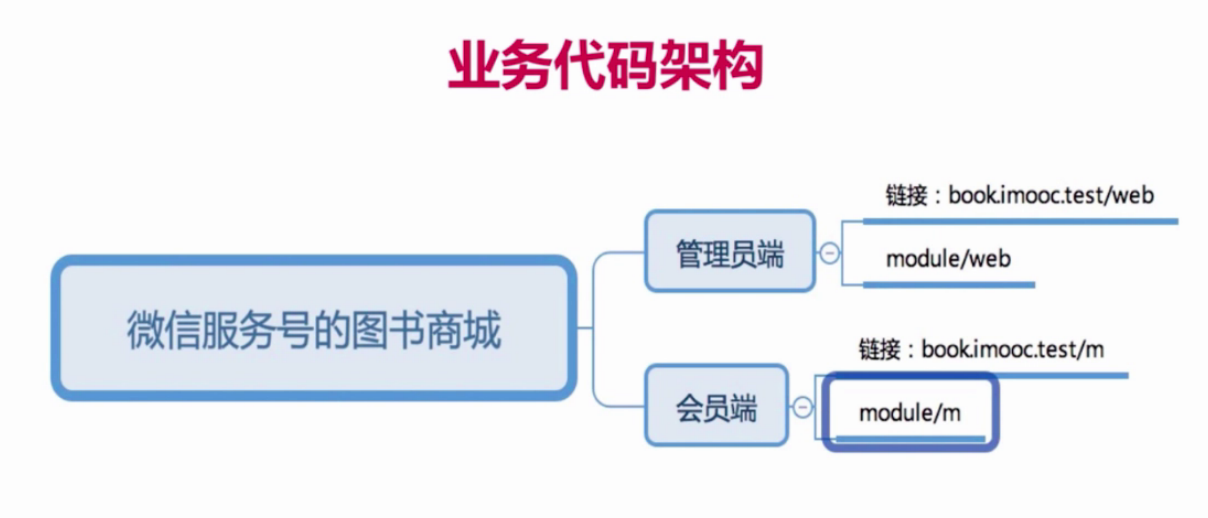 业务代码架构
链接：book.imooc.test/web
管理员端
module/web
微信服务号的图书商城
链接：book.imooc.test/m
会员端
module/m